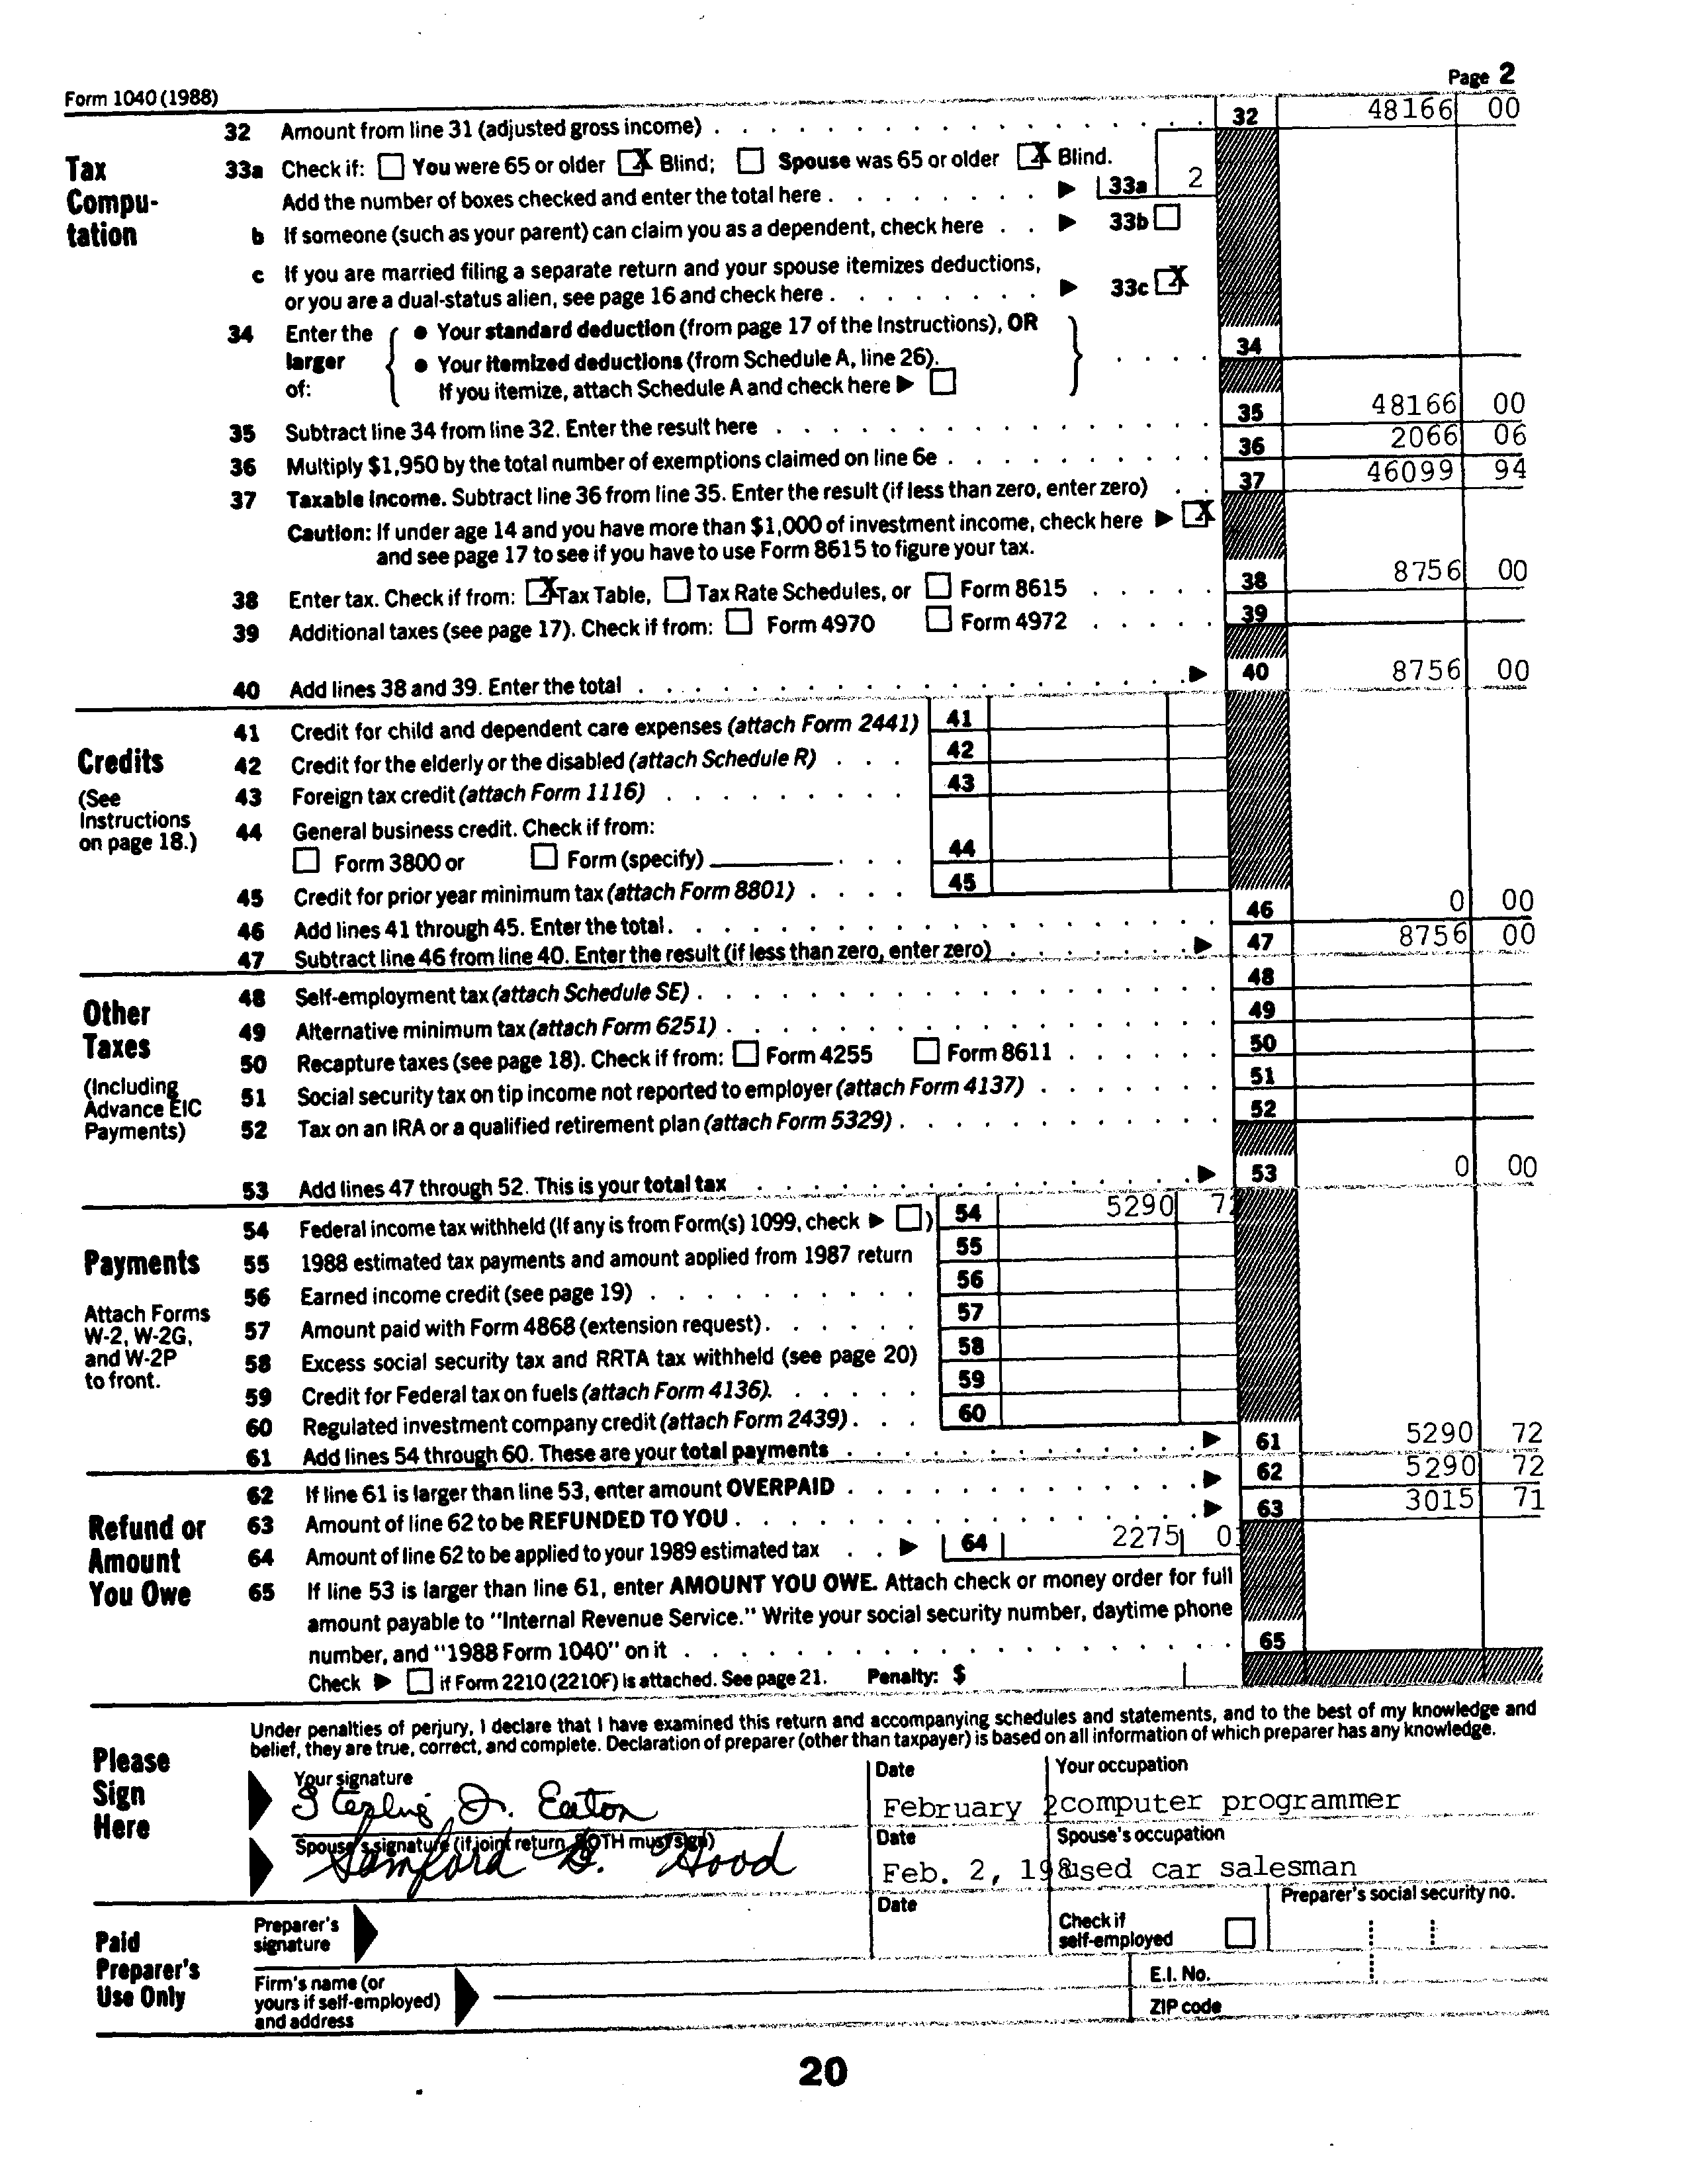 Form 1040 (1988) Page 2
32 Amount from line 31 (adjusted gross income) . . . 32 48166 00
Tax Computation
33a Check if: ☐ You were 65 or older ☒ Blind; ☐ Spouse was 65 or older ☒ Blind.
Add the number of boxes checked and enter the total here . . . ▶ 33a 2
b If someone (such as your parent) can claim you as a dependent, check here . . ▶ 33b ☐
c If you are married filing a separate return and your spouse itemizes deductions,
or you are a dual-status alien, see page 16 and check here . . . ▶ 33c ☒
34 Enter the larger of: { ● Your standard deduction (from page 17 of the Instructions), OR
● Your itemized deductions (from Schedule A, line 26).
If you itemize, attach Schedule A and check here ▶ ☐ } . . . . 34
35 Subtract line 34 from line 32. Enter the result here . . . 35 48166 00
36 Multiply $1,950 by the total number of exemptions claimed on line 6e . . . 36 2066 06
37 Taxable income. Subtract line 36 from line 35. Enter the result (if less than zero, enter zero) . . 37 46099 94
Caution: If under age 14 and you have more than $1,000 of investment income, check here ▶ ☒
and see page 17 to see if you have to use Form 8615 to figure your tax.
38 Enter tax. Check if from: ☒ Tax Table, ☐ Tax Rate Schedules, or ☐ Form 8615 . . . 38 8756 00
39 Additional taxes (see page 17). Check if from: ☐ Form 4970 ☐ Form 4972 . . . 39
40 Add lines 38 and 39. Enter the total . . . ▶ 40 8756 00
Credits
(See Instructions on page 18.)
41 Credit for child and dependent care expenses (attach Form 2441) 41
42 Credit for the elderly or the disabled (attach Schedule R) . . . 42
43 Foreign tax credit (attach Form 1116) . . . 43
44 General business credit. Check if from:
☐ Form 3800 or ☐ Form (specify) . . . 44
45 Credit for prior year minimum tax (attach Form 8801) . . . 45
46 Add lines 41 through 45. Enter the total . . . 46 0 00
47 Subtract line 46 from line 40. Enter the result (if less than zero, enter zero) . . . ▶ 47 8756 00
Other Taxes
(Including Advance EIC Payments)
48 Self-employment tax (attach Schedule SE) . . . 48
49 Alternative minimum tax (attach Form 6251) . . . 49
50 Recapture taxes (see page 18). Check if from: ☐ Form 4255 ☐ Form 8611 . . . 50
51 Social security tax on tip income not reported to employer (attach Form 4137) . . . 51
52 Tax on an IRA or a qualified retirement plan (attach Form 5329) . . . 52
53 Add lines 47 through 52. This is your total tax . . . ▶ 53 0 00
Payments
Attach Forms W-2, W-2G, and W-2P to front.
54 Federal income tax withheld (If any is from Form(s) 1099, check ▶ ☐) 54 5290 72
55 1988 estimated tax payments and amount applied from 1987 return 55
56 Earned income credit (see page 19) . . . 56
57 Amount paid with Form 4868 (extension request) . . . 57
58 Excess social security tax and RRTA tax withheld (see page 20) 58
59 Credit for Federal tax on fuels (attach Form 4136) . . . 59
60 Regulated investment company credit (attach Form 2439) . . . 60
61 Add lines 54 through 60. These are your total payments . . . ▶ 61 5290 72
Refund or Amount You Owe
62 If line 61 is larger than line 53, enter amount OVERPAID . . . ▶ 62 5290 72
63 Amount of line 62 to be REFUNDED TO YOU . . . ▶ 63 3015 71
64 Amount of line 62 to be applied to your 1989 estimated tax . . ▶ 64 2275 01
65 If line 53 is larger than line 61, enter AMOUNT YOU OWE. Attach check or money order for full
amount payable to "Internal Revenue Service." Write your social security number, daytime phone
number, and "1988 Form 1040" on it . . . 65
Check ▶ ☐ if Form 2210 (2210F) is attached. See page 21. Penalty: $
Please Sign Here
Under penalties of perjury, I declare that I have examined this return and accompanying schedules and statements, and to the best of my knowledge and
belief, they are true, correct, and complete. Declaration of preparer (other than taxpayer) is based on all information of which preparer has any knowledge.
Your signature Date Your occupation
Eaton February 2 computer programmer
Spouse's signature (if joint return, BOTH must sign) Date Spouse's occupation
Samford D. Hood Feb. 2, 198 used car salesman
Paid Preparer's Use Only
Preparer's signature Date Check if self-employed ☐ Preparer's social security no.
Firm's name (or yours if self-employed) and address E.I. No.
ZIP code
20